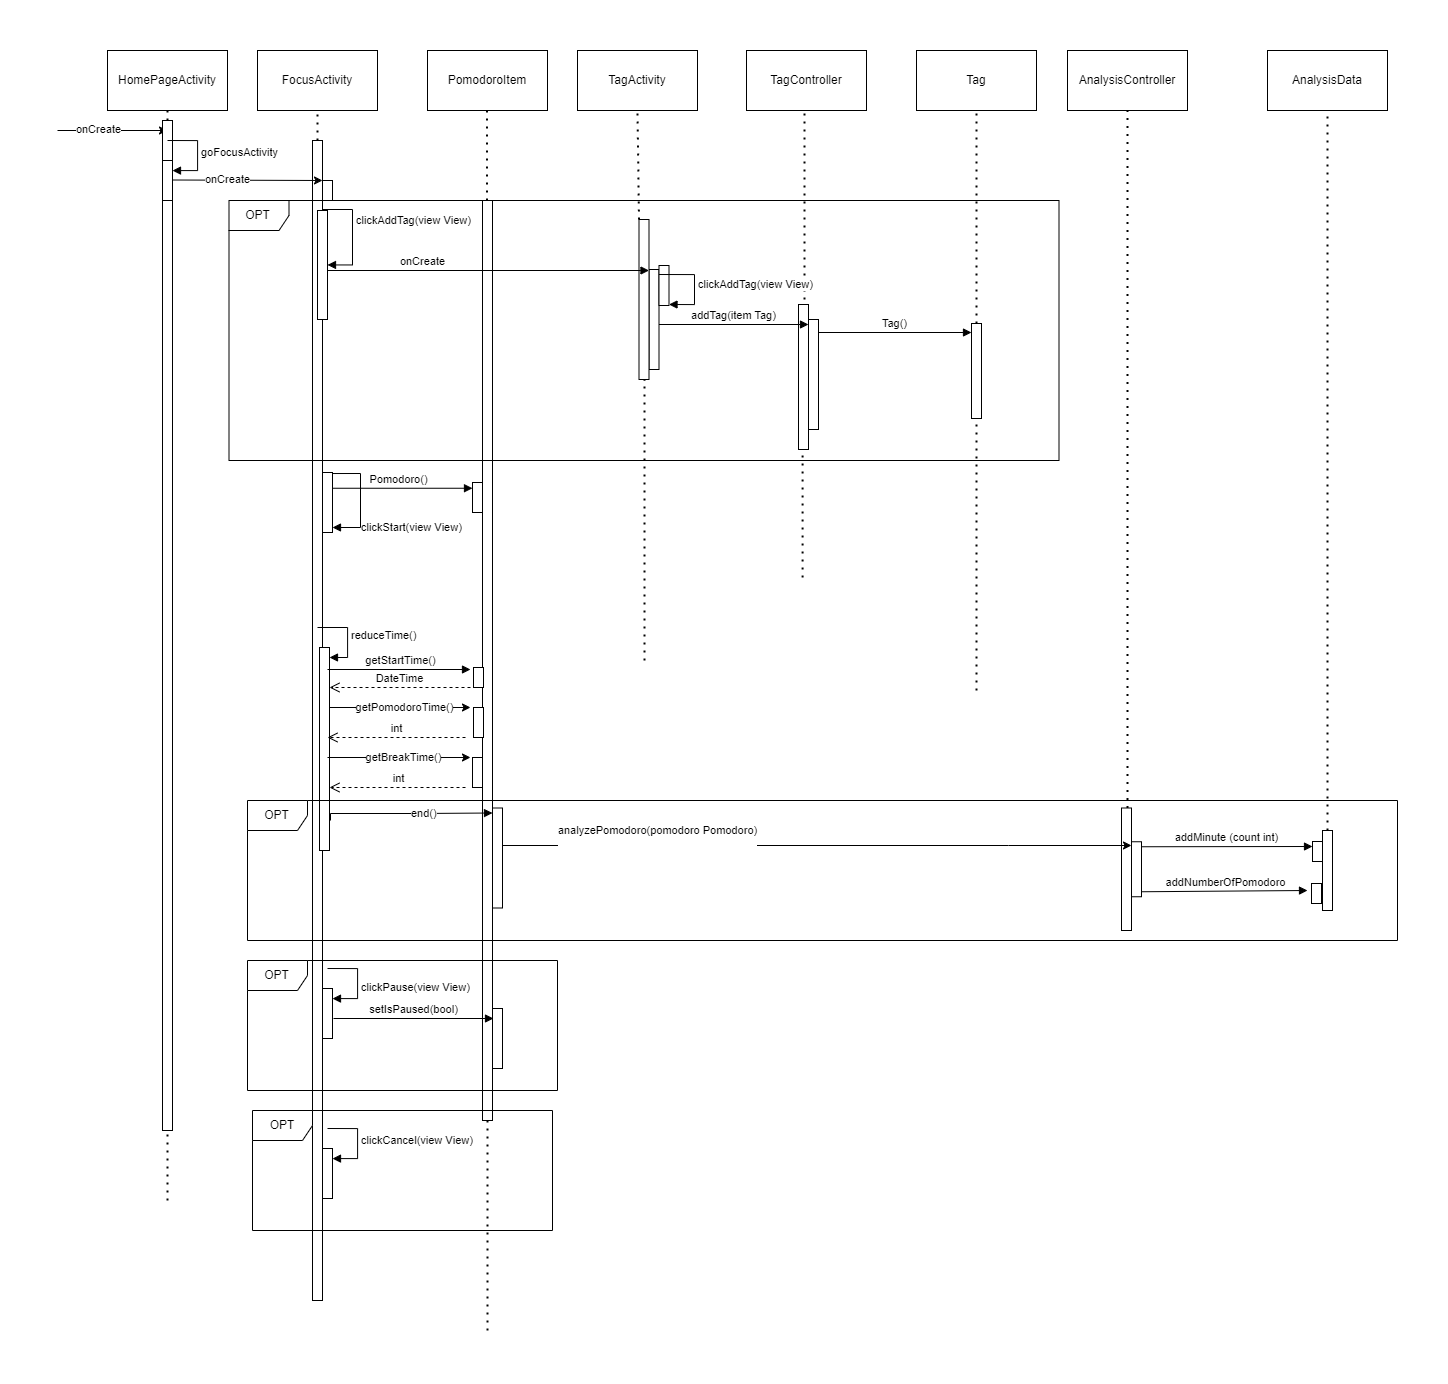 HomePageActivity
FocusActivity
PomodoroItem
TagActivity
TagController
Tag
AnalysisController
AnalysisData
onCreate
goFocusActivity
onCreate
OPT
clickAddTag(view View)
onCreate
clickAddTag(view View)
addTag(item Tag)
Tag()
Pomodoro()
clickStart(view View)
reduceTime()
getStartTime()
DateTime
getPomodoroTime()
int
getBreakTime()
int
OPT
end()
analyzePomodoro(pomodoro Pomodoro)
addMinute (count int)
addNumberOfPomodoro
OPT
clickPause(view View)
setIsPaused(bool)
OPT
clickCancel(view View)